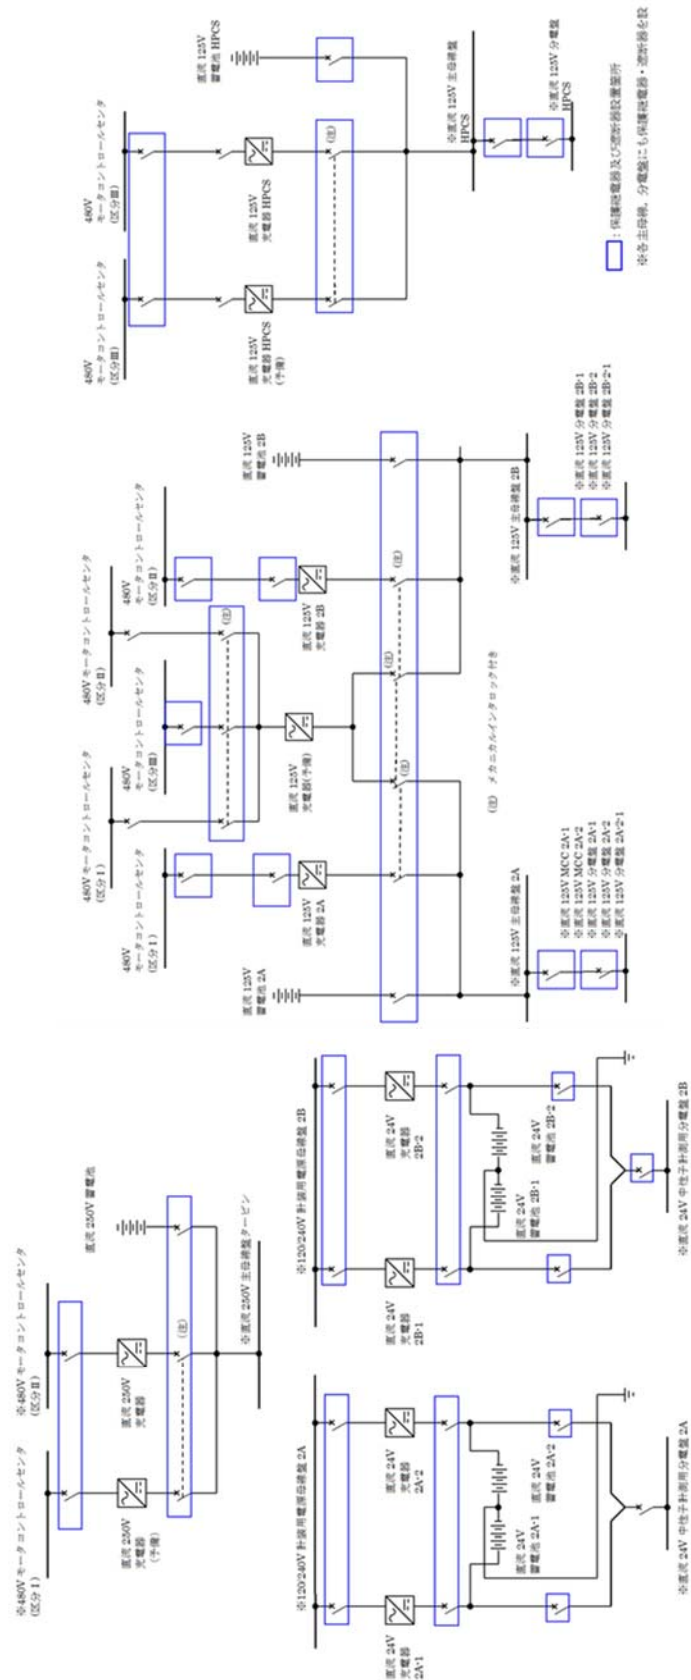 480V
モータコントロールセンタ
(区分Ⅲ)
480V
モータコントロールセンタ
(区分Ⅲ)
直流 125V
蓄電池 HPCS
直流 125V
充電器 HPCS
(予備)
直流 125V
充電器 HPCS
(注)
※直流 125V 主母線盤
HPCS
※直流 125V 分電盤
HPCS
:保護継電器及び遮断器設置箇所
※各主母線,分電盤にも保護継電器・遮断器を設
480V
モータコントロールセンタ
(区分Ⅰ)
480Vモータコントロールセンタ
(区分Ⅰ)
480V
モータコントロールセンタ
(区分Ⅲ)
480Vモータコントロールセンタ
(区分Ⅱ)
480V
モータコントロールセンタ
(区分Ⅱ)
(注)
直流 125V
蓄電池 2A
直流 125V
充電器 2A
直流 125V
充電器(予備)
直流 125V
充電器 2B
直流 125V
蓄電池 2B
(注)
(注)
(注)
※直流 125V 主母線盤 2A
※直流 125V 主母線盤 2B
(注) メカニカルインタロック付き
※直流 125V MCC 2A-1
※直流 125V MCC 2A-2
※直流 125V 分電盤 2A-1
※直流 125V 分電盤 2A-2
※直流 125V 分電盤 2A-2-1
※直流 125V 分電盤 2B-1
※直流 125V 分電盤 2B-2
※直流 125V 分電盤 2B-2-1
※480V モータコントロールセンタ
(区分Ⅰ)
※480V モータコントロールセンタ
(区分Ⅱ)
直流 250V
充電器
(予備)
直流 250V
充電器
直流 250V 蓄電池
(注)
※直流 250V 主母線盤タービン
※120/240V 計装用電源母線盤 2A
直流 24V
充電器
2A-1
直流 24V
充電器
2A-2
直流 24V
蓄電池 2A-1
直流 24V
蓄電池 2A-2
※直流 24V 中性子計測用分電盤 2A
※120/240V 計装用電源母線盤 2B
直流 24V
充電器
2B-1
直流 24V
充電器
2B-2
直流 24V
蓄電池 2B-1
直流 24V
蓄電池 2B-2
※直流 24V 中性子計測用分電盤 2B